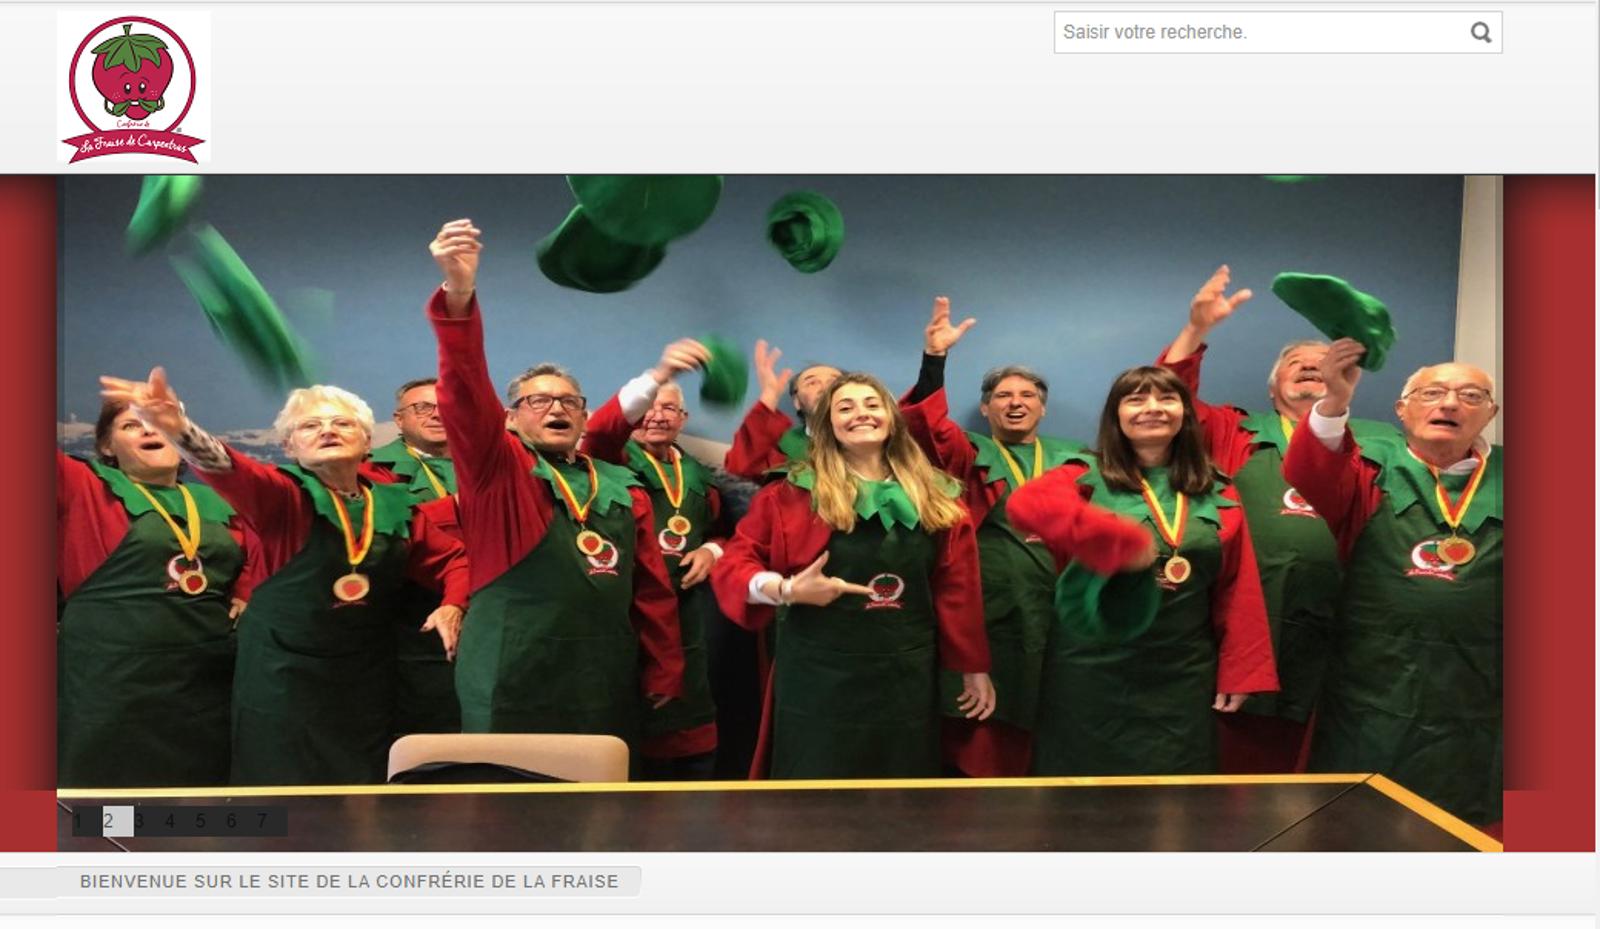 Saisir votre recherche.
Confrérie de
La Fraise de Carpentras
1 2 3 4 5 6 7
BIENVENUE SUR LE SITE DE LA CONFRÉRIE DE LA FRAISE